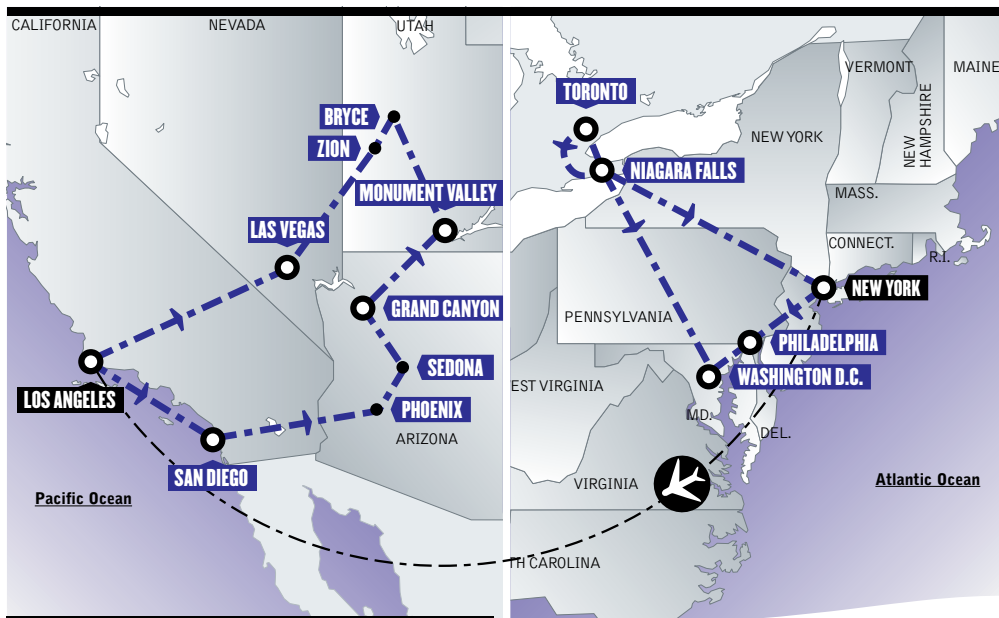 CALIFORNIA
NEVADA
UTAH
BRYCE
ZION
MONUMENT VALLEY
LAS VEGAS
GRAND CANYON
SEDONA
LOS ANGELES
PHOENIX
ARIZONA
SAN DIEGO
Pacific Ocean
VERMONT
MAINE
TORONTO
NEW
HAMPSHIRE
NEW YORK
NIAGARA FALLS
MASS.
CONNECT.
R.I.
NEW YORK
PENNSYLVANIA
PHILADELPHIA
WASHINGTON D.C.
EST VIRGINIA
MD.
DEL.
VIRGINIA
Atlantic Ocean
TH CAROLINA